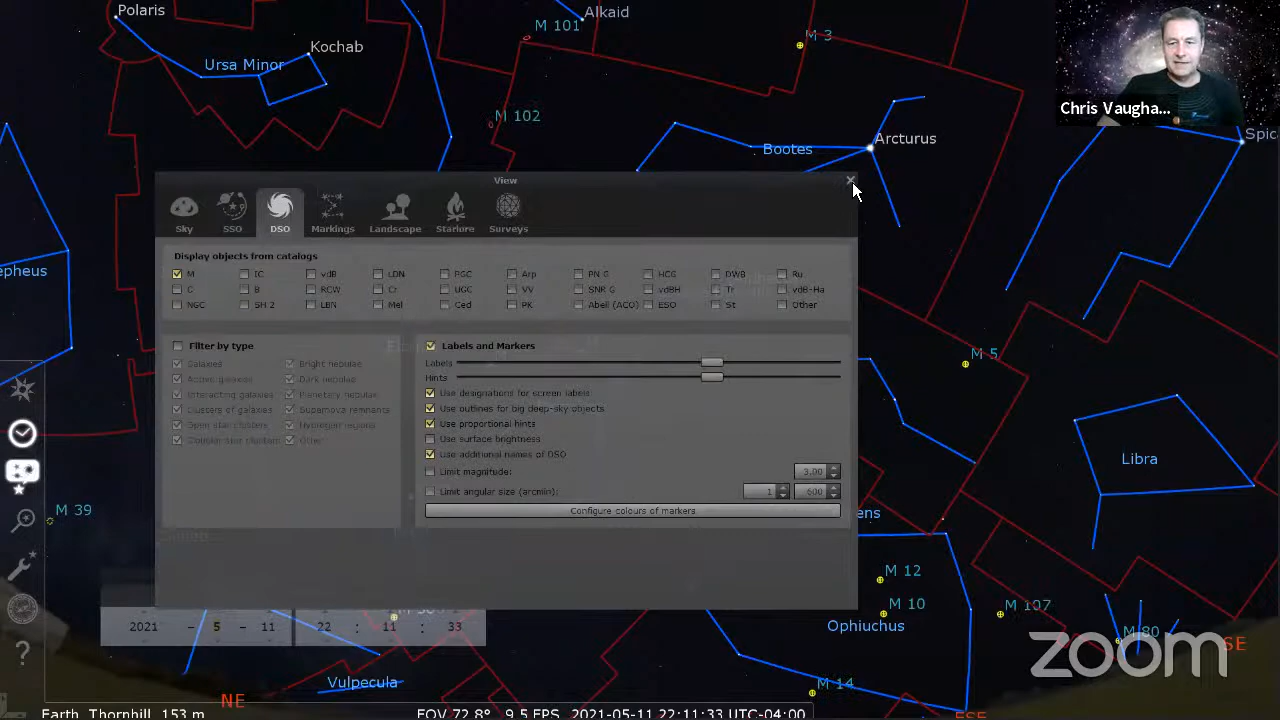 Polaris
Alkaid
M 101
M 3
Kochab
Ursa Minor
Chris Vaugha...
M 102
Bootes
Arcturus
Spic
View
Sky
SSO
DSO
Markings
Landscape
Starlore
Surveys
epheus
Display objects from catalogs
M IC vdB LDN PGC Arp PN G HCG DWB Ru
C B RCW Cr UGC VV SNR G vdBH Tr vdB-Ha
NGC SH 2 LBN Mel Ced PK Abell (ACO) ESO St Other
Filter by type
Galaxies Bright nebulae
Active galaxies Dark nebulae
Interacting galaxies Planetary nebulae
Clusters of galaxies Supernova remnants
Open star clusters Hydrogen regions
Globular star clusters Other
Labels and Markers
Labels
Hints
Use designations for screen labels
Use outlines for big deep-sky objects
Use proportional hints
Use surface brightness
Use additional names of DSO
Limit magnitude: 3,00
Limit angular size (arcmin): 1 600
Configure colours of markers
M 5
Libra
M 39
ens
M 12
M 10
M 107
Ophiuchus
M 80
SE
zoom
2021 - 5 - 11 22 : 11 : 33
Vulpecula
M 14
NE
Earth, Thornhill, 153 m
FOV 72.8° 9.5 FPS 2021-05-11 22:11:33 UTC-04:00
ESE